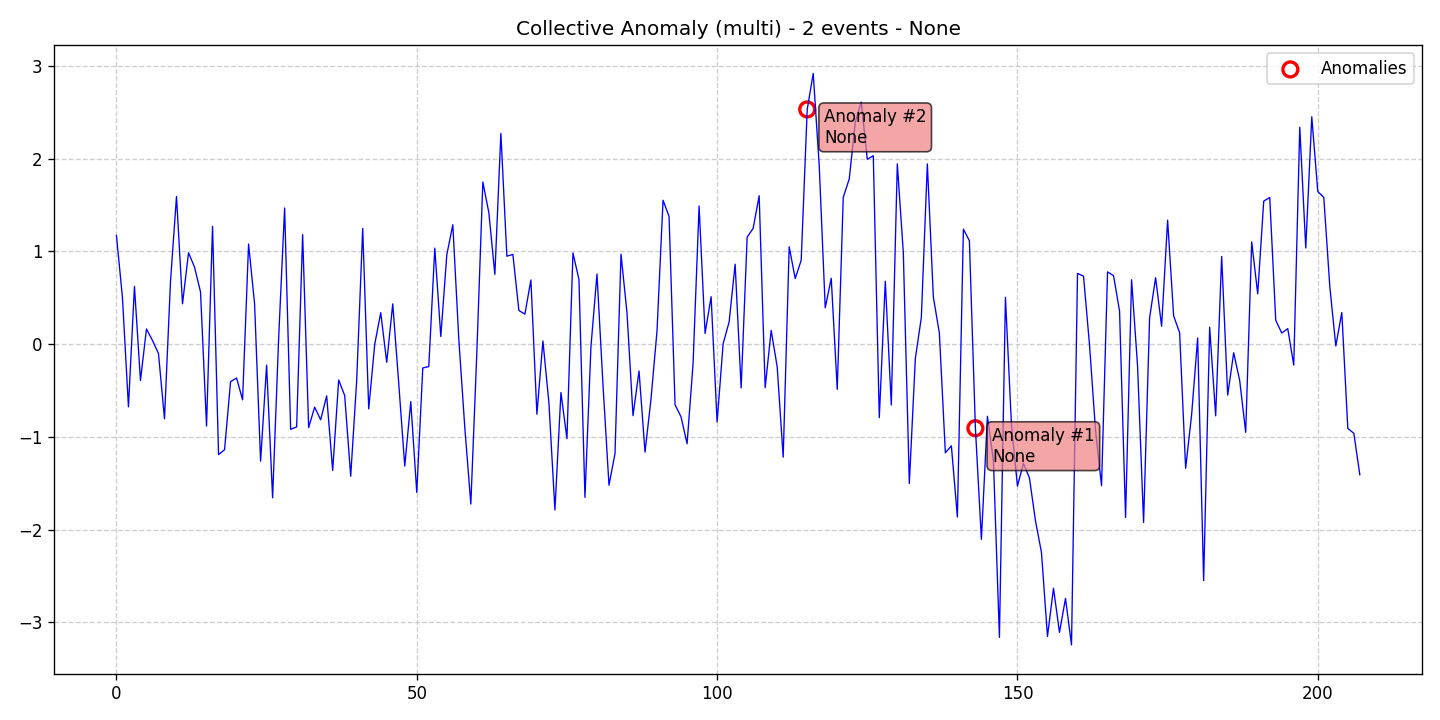 Collective Anomaly (multi) - 2 events - None
Anomalies
Anomaly #2
None
Anomaly #1
None
3
2
1
0
−1
−2
−3
0
50
100
150
200